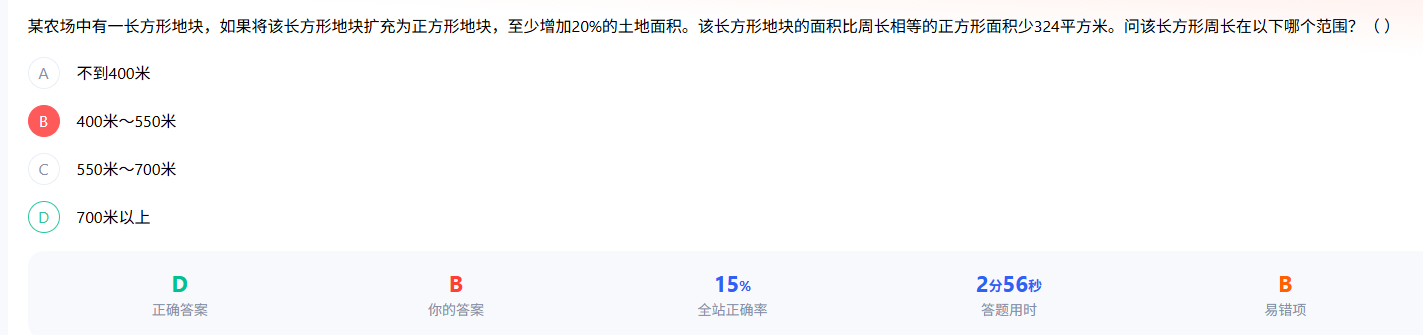 某农场中有一长方形地块，如果将该长方形地块扩充为正方形地块，至少增加20%的土地面积。该长方形地块的面积比周长相等的正方形面积少324平方米。问该长方形周长在以下哪个范围？（ ）
A 不到400米
B 400米～550米
C 550米～700米
D 700米以上
D B 15% 2分56秒 B
正确答案 你的答案 全站正确率 答题用时 易错项